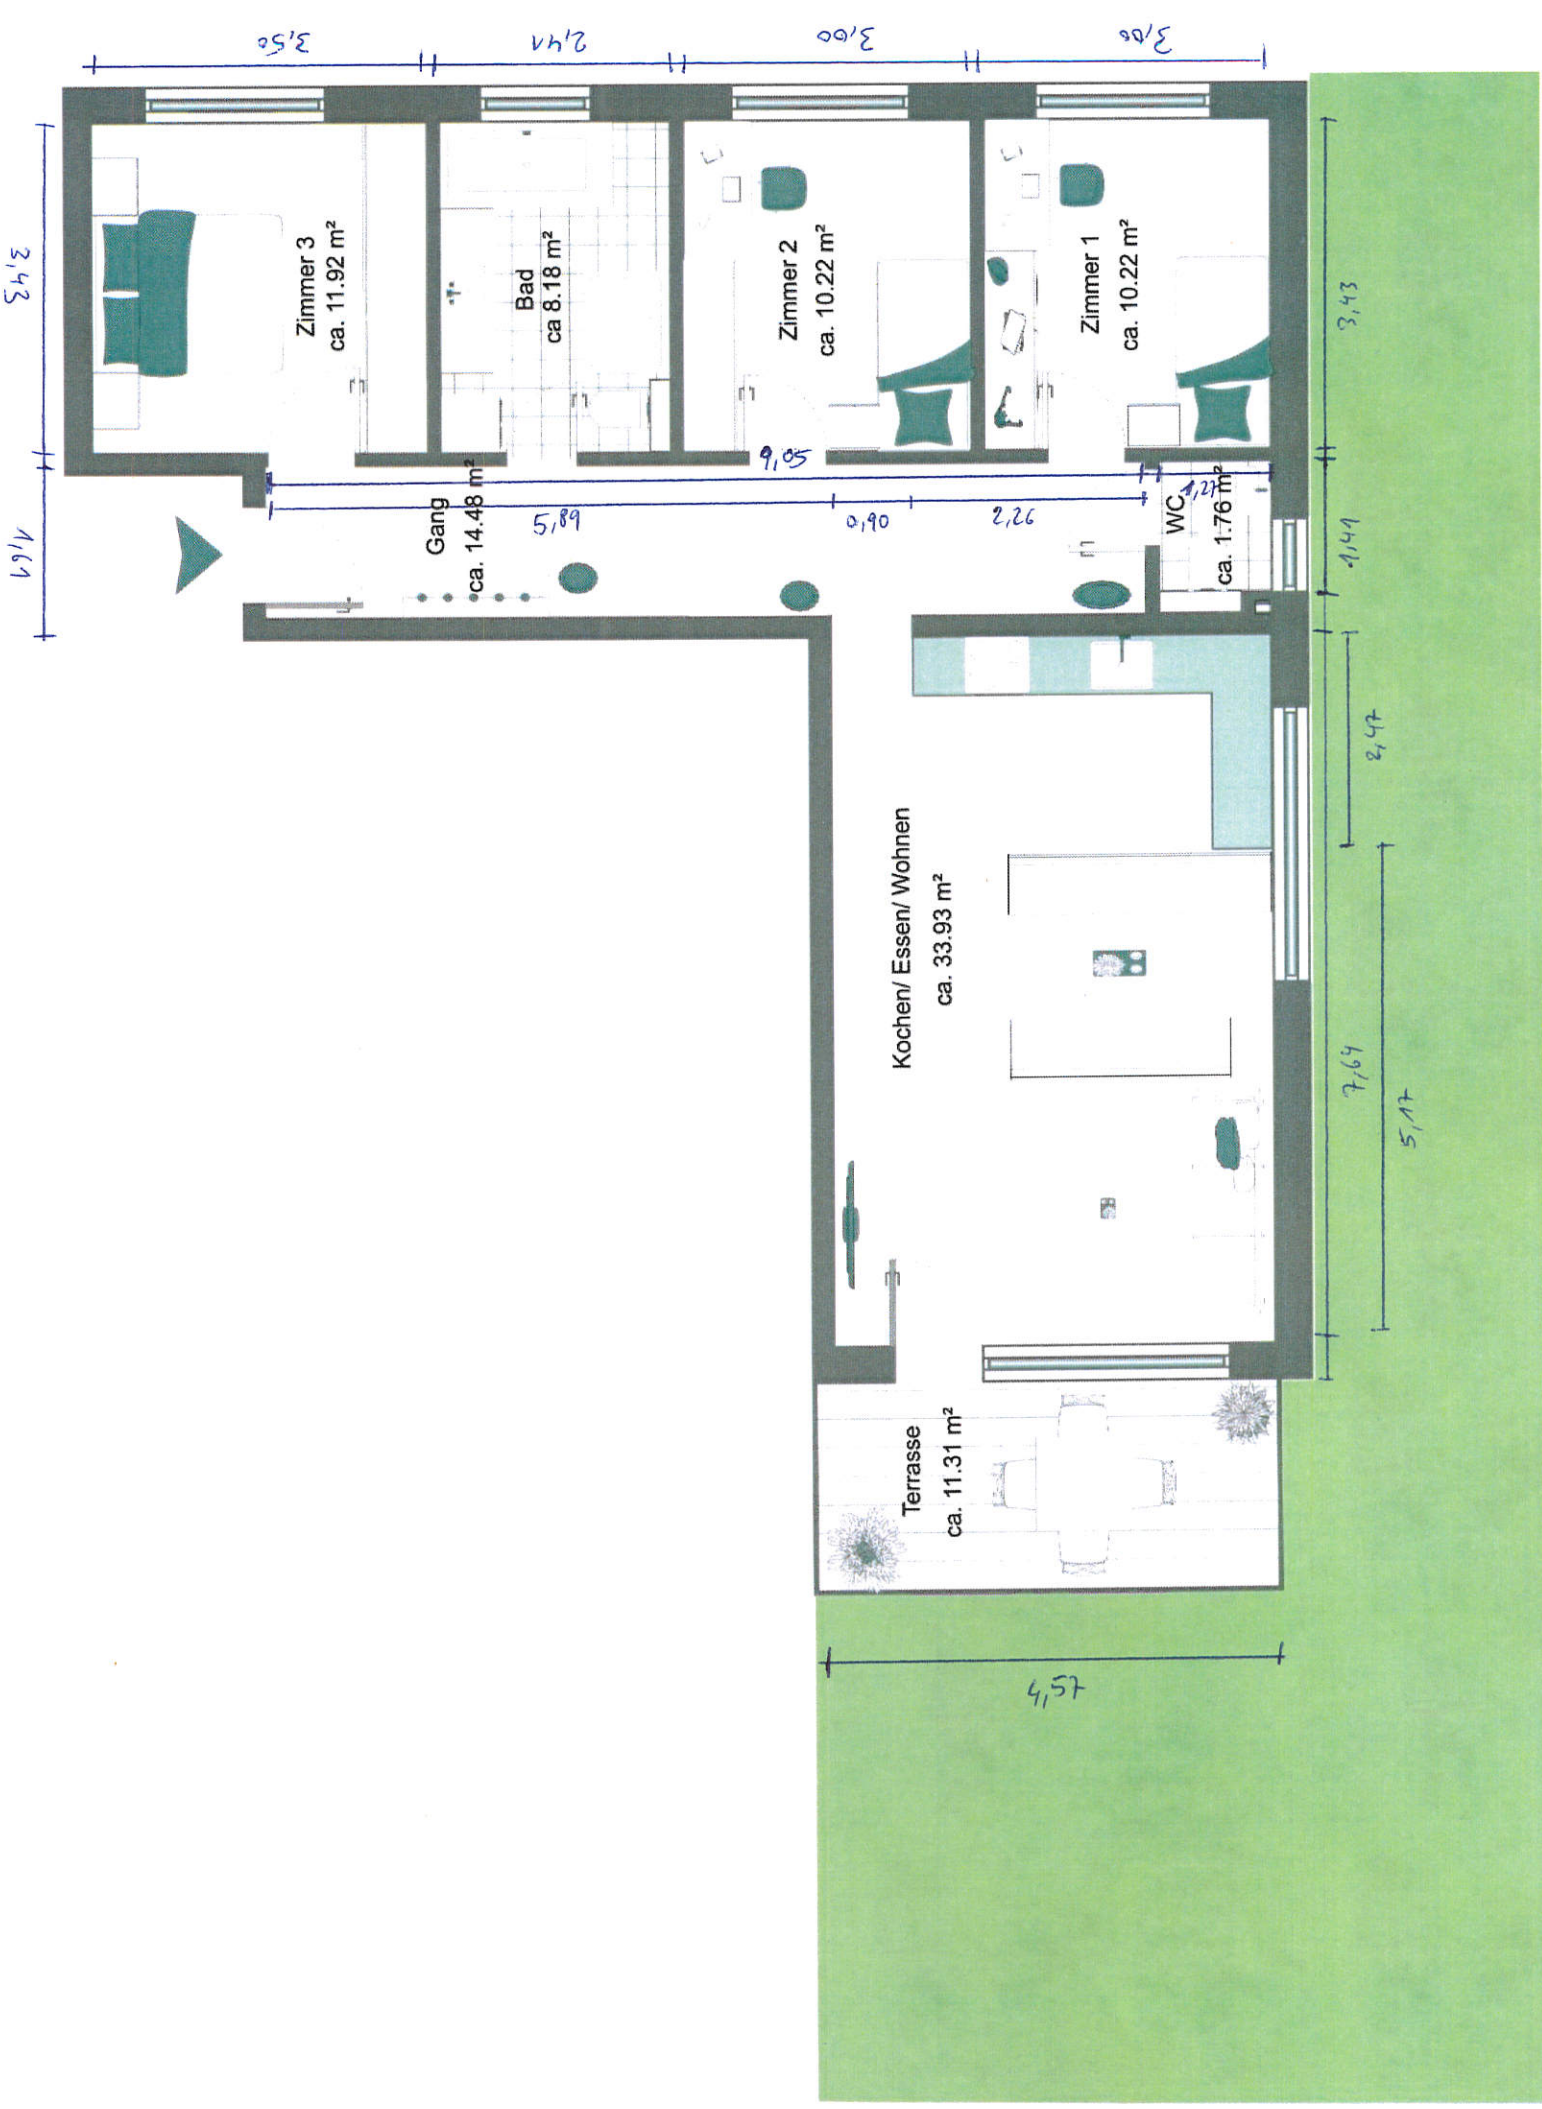 3,50
2,41
3,00
3,00
3,43
1,61
Zimmer 3
ca. 11.92 m²
Bad
ca 8.18 m²
Zimmer 2
ca. 10.22 m²
Zimmer 1
ca. 10.22 m²
3,43
9,05
5,89
0,90
2,26
1,27
Gang
ca. 14.48 m²
WC
ca. 1.76 m²
1,41
2,47
Kochen/ Essen/ Wohnen
ca. 33.93 m²
7,64
5,17
Terrasse
ca. 11.31 m²
4,57